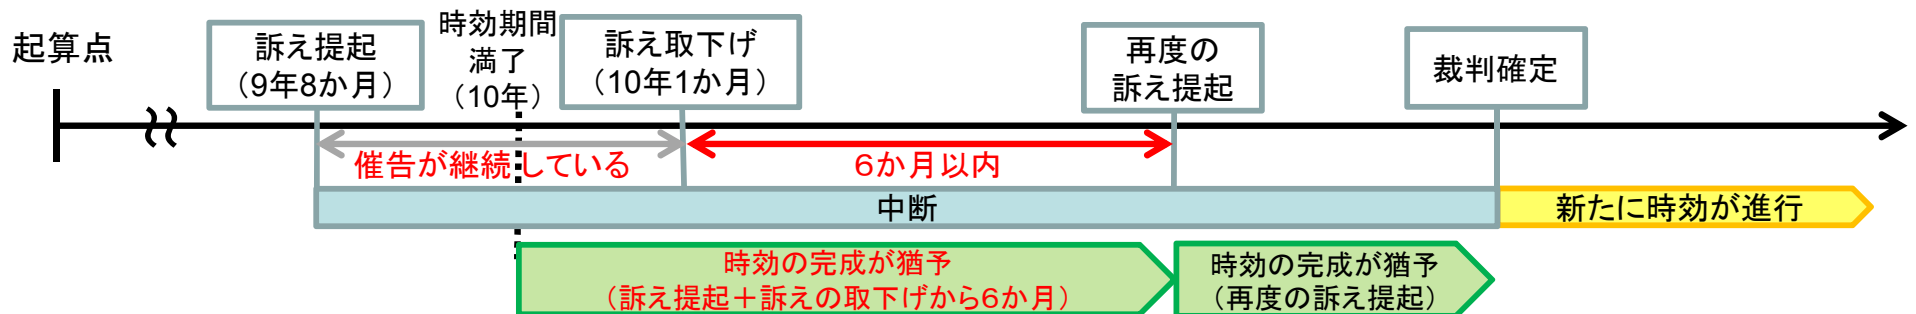 起算点
訴え提起
（9年8か月）
時効期間
満了
（10年）
訴え取下げ
（10年1か月）
再度の
訴え提起
裁判確定
催告が継続している
６か月以内
中断
新たに時効が進行
時効の完成が猶予
（訴え提起＋訴えの取下げから６か月）
時効の完成が猶予
（再度の訴え提起）